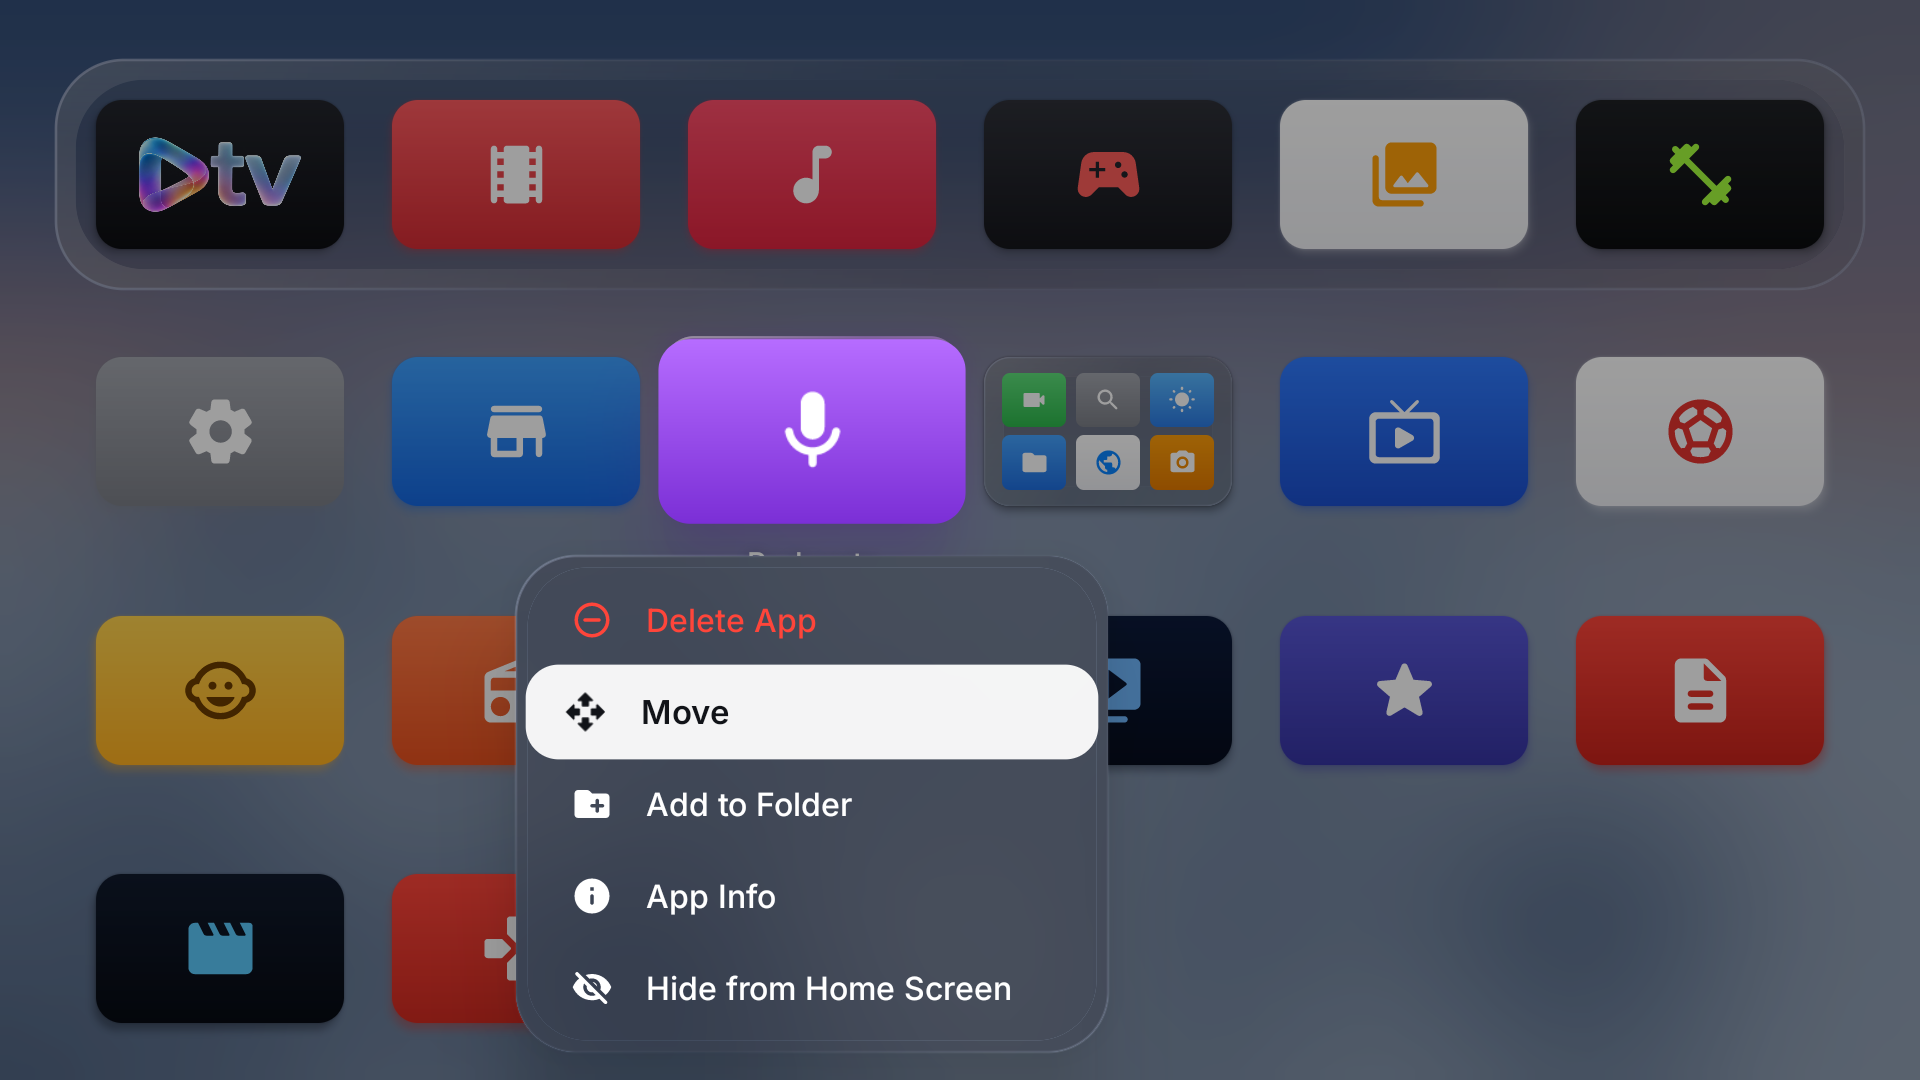 tv
Delete App
Move
Add to Folder
App Info
Hide from Home Screen